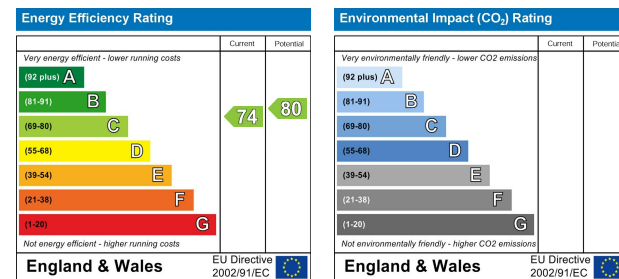 Energy Efficiency Rating
Current Potential
Very energy efficient - lower running costs
(92 plus) A
(81-91) B
(69-80) C
(55-68) D
(39-54) E
(21-38) F
(1-20) G
74
80
Not energy efficient - higher running costs
England & Wales
EU Directive
2002/91/EC
Environmental Impact (CO₂) Rating
Current Potentia
Very environmentally friendly - lower CO2 emissions
(92 plus) A
(81-91) B
(69-80) C
(55-68) D
(39-54) E
(21-38) F
(1-20) G
Not environmentally friendly - higher CO2 emissions
England & Wales
EU Directive
2002/91/EC